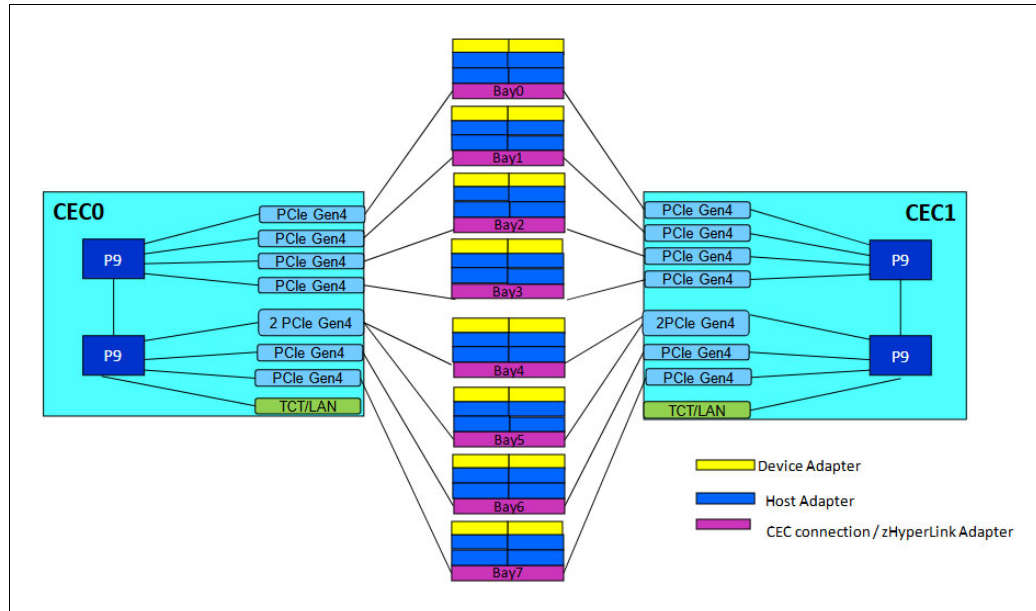 Bay0
Bay1
CEC0
CEC1
PCIe Gen4
PCIe Gen4
Bay2
PCIe Gen4
PCIe Gen4
P9
PCIe Gen4
PCIe Gen4
P9
PCIe Gen4
PCIe Gen4
Bay3
2 PCIe Gen4
2PCIe Gen4
P9
PCIe Gen4
PCIe Gen4
P9
Bay4
PCIe Gen4
PCIe Gen4
TCT/LAN
TCT/LAN
Bay5
Device Adapter
Host Adapter
Bay6
CEC connection / zHyperLink Adapter
Bay7